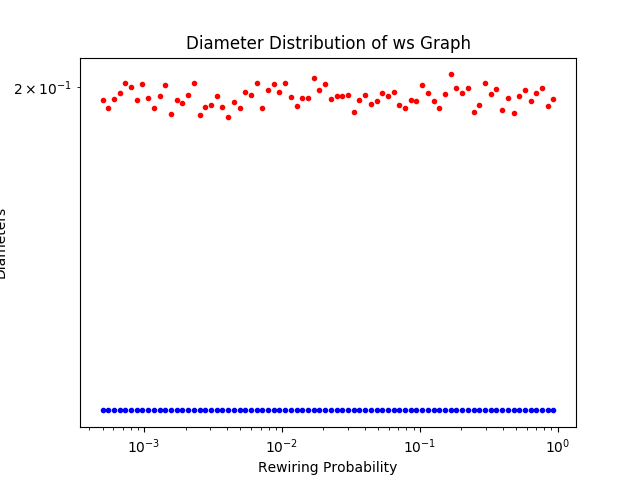 Diameter Distribution of ws Graph
2 × 10⁻¹
Diameters
10⁻³ 10⁻² 10⁻¹ 10⁰
Rewiring Probability